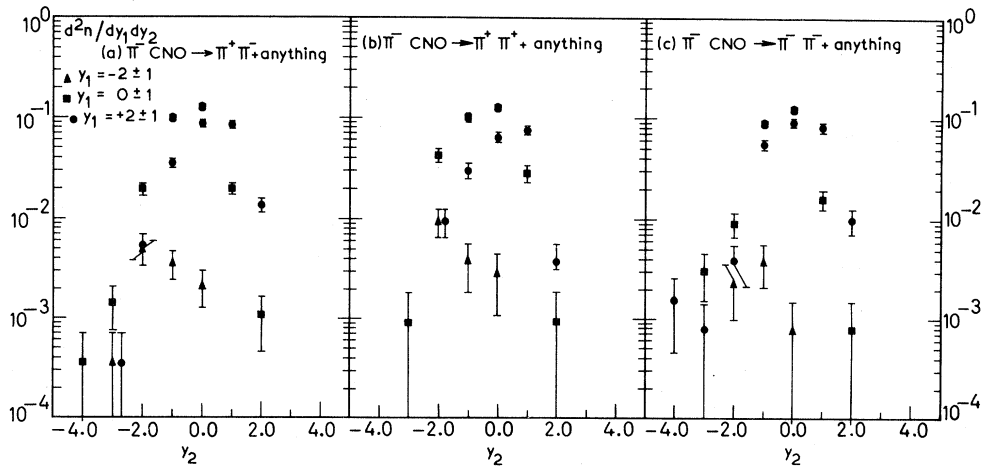 d²n/dy₁dy₂
(a) π⁻ CNO → π⁺ π⁻ + anything
▲ y₁ = -2 ± 1
■ y₁ = 0 ± 1
● y₁ = +2 ± 1
(b) π⁻ CNO → π⁺ π⁺ + anything
(c) π⁻ CNO → π⁻ π⁻ + anything
10⁰
10⁻¹
10⁻²
10⁻³
10⁻⁴
10⁰
10⁻¹
10⁻²
10⁻³
10⁻⁴
-4.0 -2.0 0.0 2.0 4.0
-4.0 -2.0 0.0 2.0
-4.0 -2.0 0.0 2.0 4.0
y₂
y₂
y₂